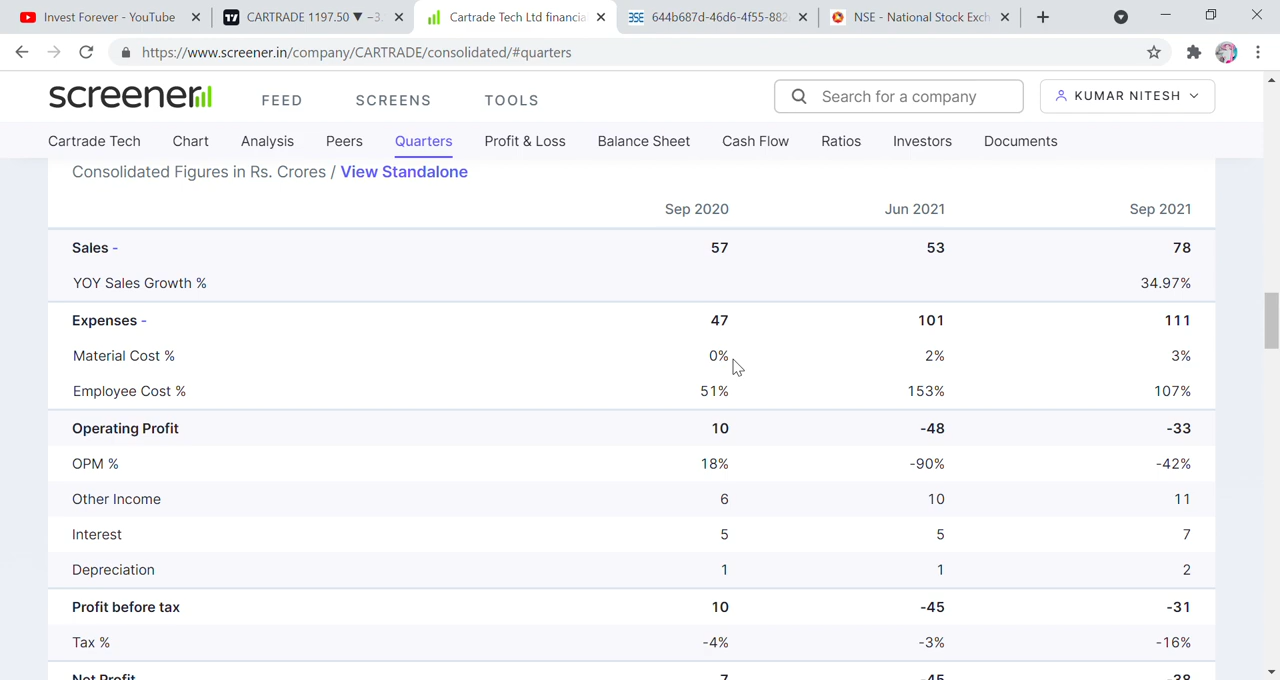 Invest Forever - YouTube
CARTRADE 1197.50 ▼ −3.
Cartrade Tech Ltd financia
644b687d-46d6-4f55-882
NSE - National Stock Exch
https://www.screener.in/company/CARTRADE/consolidated/#quarters
screener
FEED
SCREENS
TOOLS
Search for a company
KUMAR NITESH
Cartrade Tech Chart Analysis Peers Quarters Profit & Loss Balance Sheet Cash Flow Ratios Investors Documents
Consolidated Figures in Rs. Crores / View Standalone
Sep 2020 Jun 2021 Sep 2021
Sales - 57 53 78
YOY Sales Growth % 34.97%
Expenses - 47 101 111
Material Cost % 0% 2% 3%
Employee Cost % 51% 153% 107%
Operating Profit 10 -48 -33
OPM % 18% -90% -42%
Other Income 6 10 11
Interest 5 5 7
Depreciation 1 1 2
Profit before tax 10 -45 -31
Tax % -4% -3% -16%
Net Profit 7 -45 -38